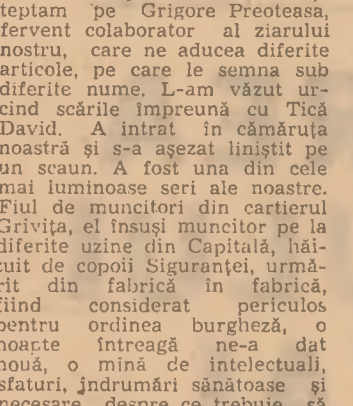 teptam pe Grigore Preoteasa,
fervent colaborator al ziarului
nostru, care ne aducea diferite
articole, pe care le semna sub
diferite nume. L-am văzut ur-
cind scările împreună cu Tică
David. A intrat în cămăruța
noastră și s-a așezat liniștit pe
un scaun. A fost una din cele
mai luminoase seri ale noastre.
Fiul de muncitori din cartierul
Grivița, el însuși muncitor pe la
diferite uzine din Capitală, hăi-
tuit de copoii Siguranței, urmă-
rit din fabrică în fabrică,
fiind considerat periculos
pentru ordinea burgheză, o
noapte întreagă ne-a dat
nouă, o mină de intelectuali,
sfaturi, jndrumări sănătoase și
necesare despre ce trebuie să